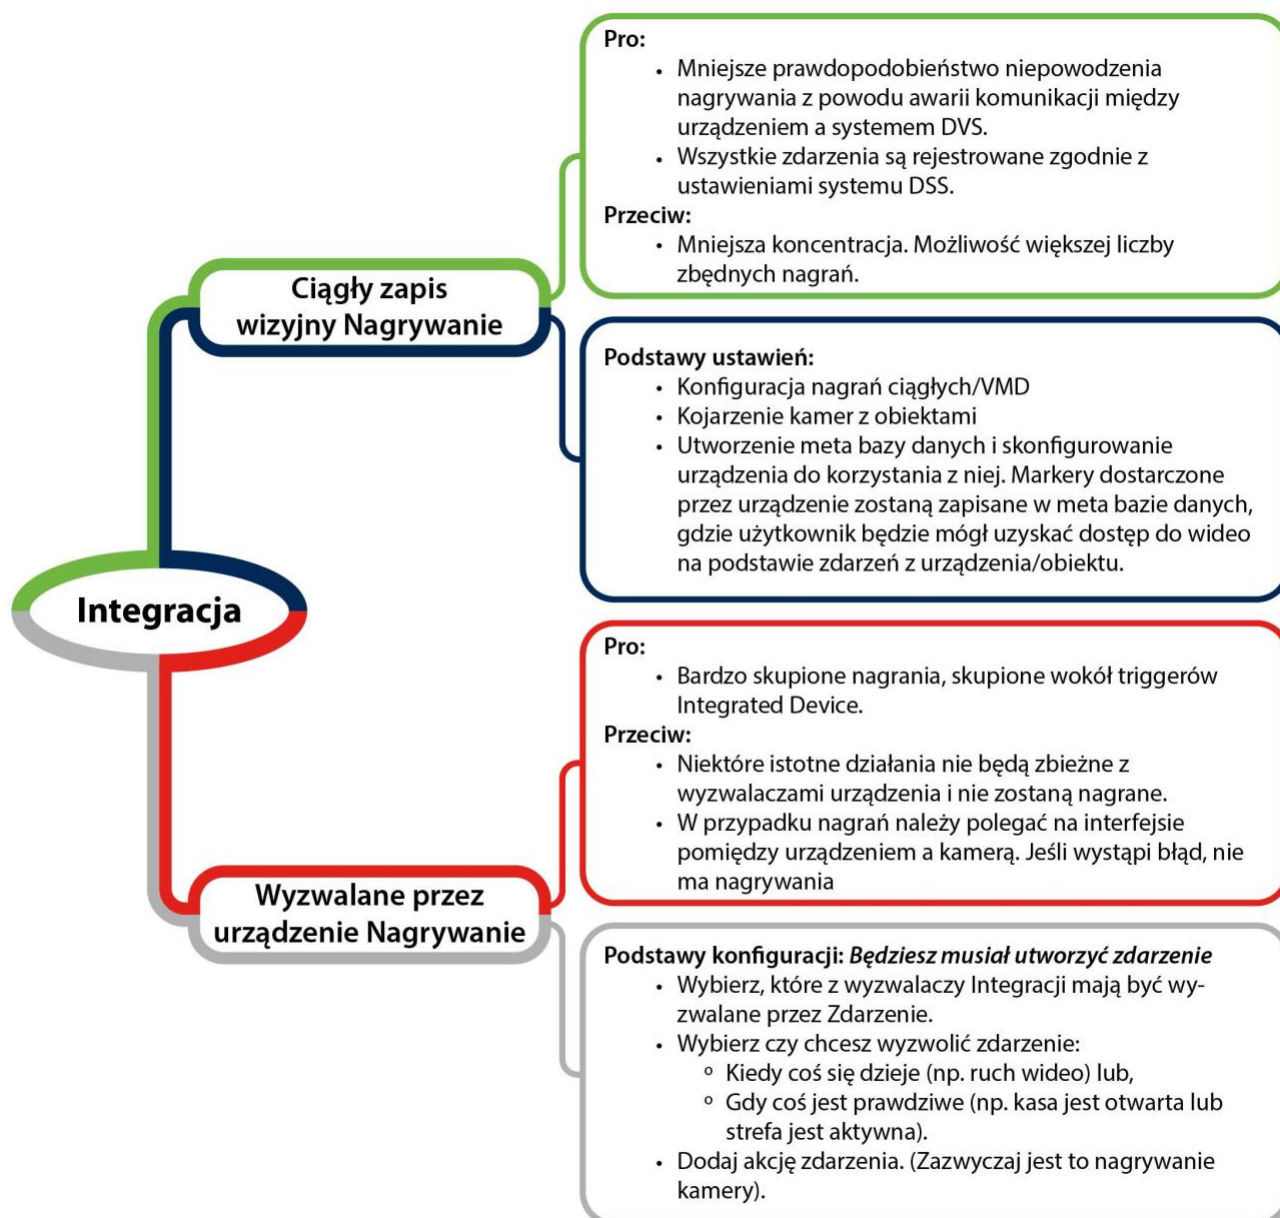 Pro:
• Mniejsze prawdopodobieństwo niepowodzenia
nagrywania z powodu awarii komunikacji między
urządzeniem a systemem DVS.
• Wszystkie zdarzenia są rejestrowane zgodnie z
ustawieniami systemu DSS.
Przeciw:
• Mniejsza koncentracja. Możliwość większej liczby
zbędnych nagrań.
Ciągły zapis
wizyjny Nagrywanie
Podstawy ustawień:
• Konfiguracja nagrań ciągłych/VMD
• Kojarzenie kamer z obiektami
• Utworzenie meta bazy danych i skonfigurowanie
urządzenia do korzystania z niej. Markery dostarczone
przez urządzenie zostaną zapisane w meta bazie danych,
gdzie użytkownik będzie mógł uzyskać dostęp do wideo
na podstawie zdarzeń z urządzenia/obiektu.
Integracja
Pro:
• Bardzo skupione nagrania, skupione wokół triggerów
Integrated Device.
Przeciw:
• Niektóre istotne działania nie będą zbieżne z
wyzwalaczami urządzenia i nie zostaną nagrane.
• W przypadku nagrań należy polegać na interfejsie
pomiędzy urządzeniem a kamerą. Jeśli wystąpi błąd, nie
ma nagrywania
Wyzwalane przez
urządzenie Nagrywanie
Podstawy konfiguracji: Będziesz musiał utworzyć zdarzenie
• Wybierz, które z wyzwalaczy Integracji mają być wy-
zwalane przez Zdarzenie.
• Wybierz czy chcesz wyzwolić zdarzenie:
o Kiedy coś się dzieje (np. ruch wideo) lub,
o Gdy coś jest prawdziwe (np. kasa jest otwarta lub
strefa jest aktywna).
• Dodaj akcję zdarzenia. (Zazwyczaj jest to nagrywanie
kamery).